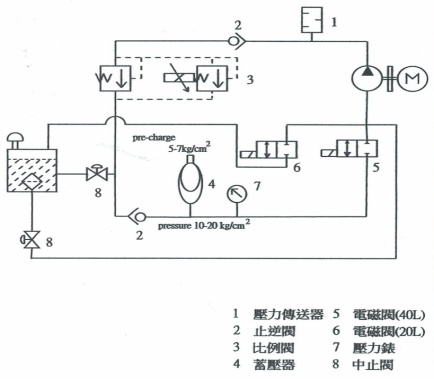 2
1
M
3
pre-charge
5-7kg/cm²
6
5
8
4
7
2
pressure 10-20 kg/cm²
8
1 壓力傳送器 5 電磁閥(40L)
2 止逆閥 6 電磁閥(20L)
3 比例閥 7 壓力錶
4 蓄壓器 8 中止閥